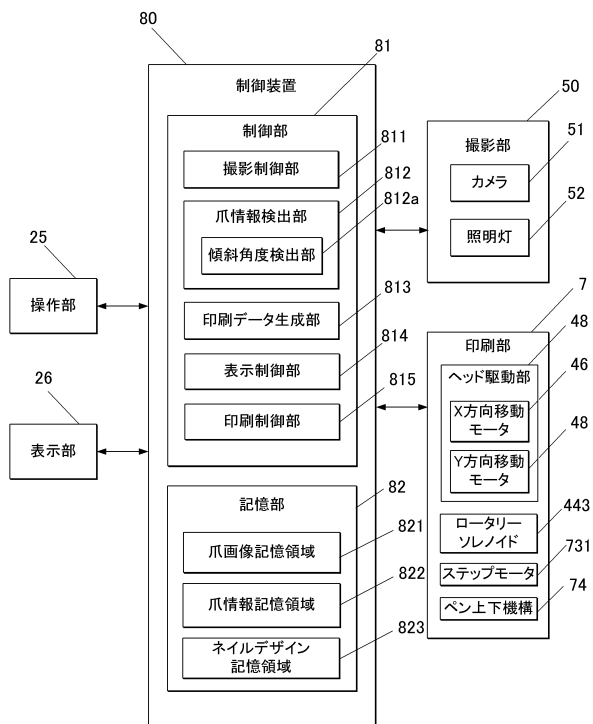 80
制御装置
81
制御部
811
撮影制御部
812
爪情報検出部
812a
傾斜角度検出部
813
印刷データ生成部
814
表示制御部
815
印刷制御部
82
記憶部
821
爪画像記憶領域
822
爪情報記憶領域
823
ネイルデザイン
記憶領域
25
操作部
26
表示部
50
撮影部
51
カメラ
52
照明灯
7
印刷部
48
ヘッド駆動部
46
X方向移動
モータ
48
Y方向移動
モータ
443
ロータリー
ソレノイド
731
ステップモータ
74
ペン上下機構